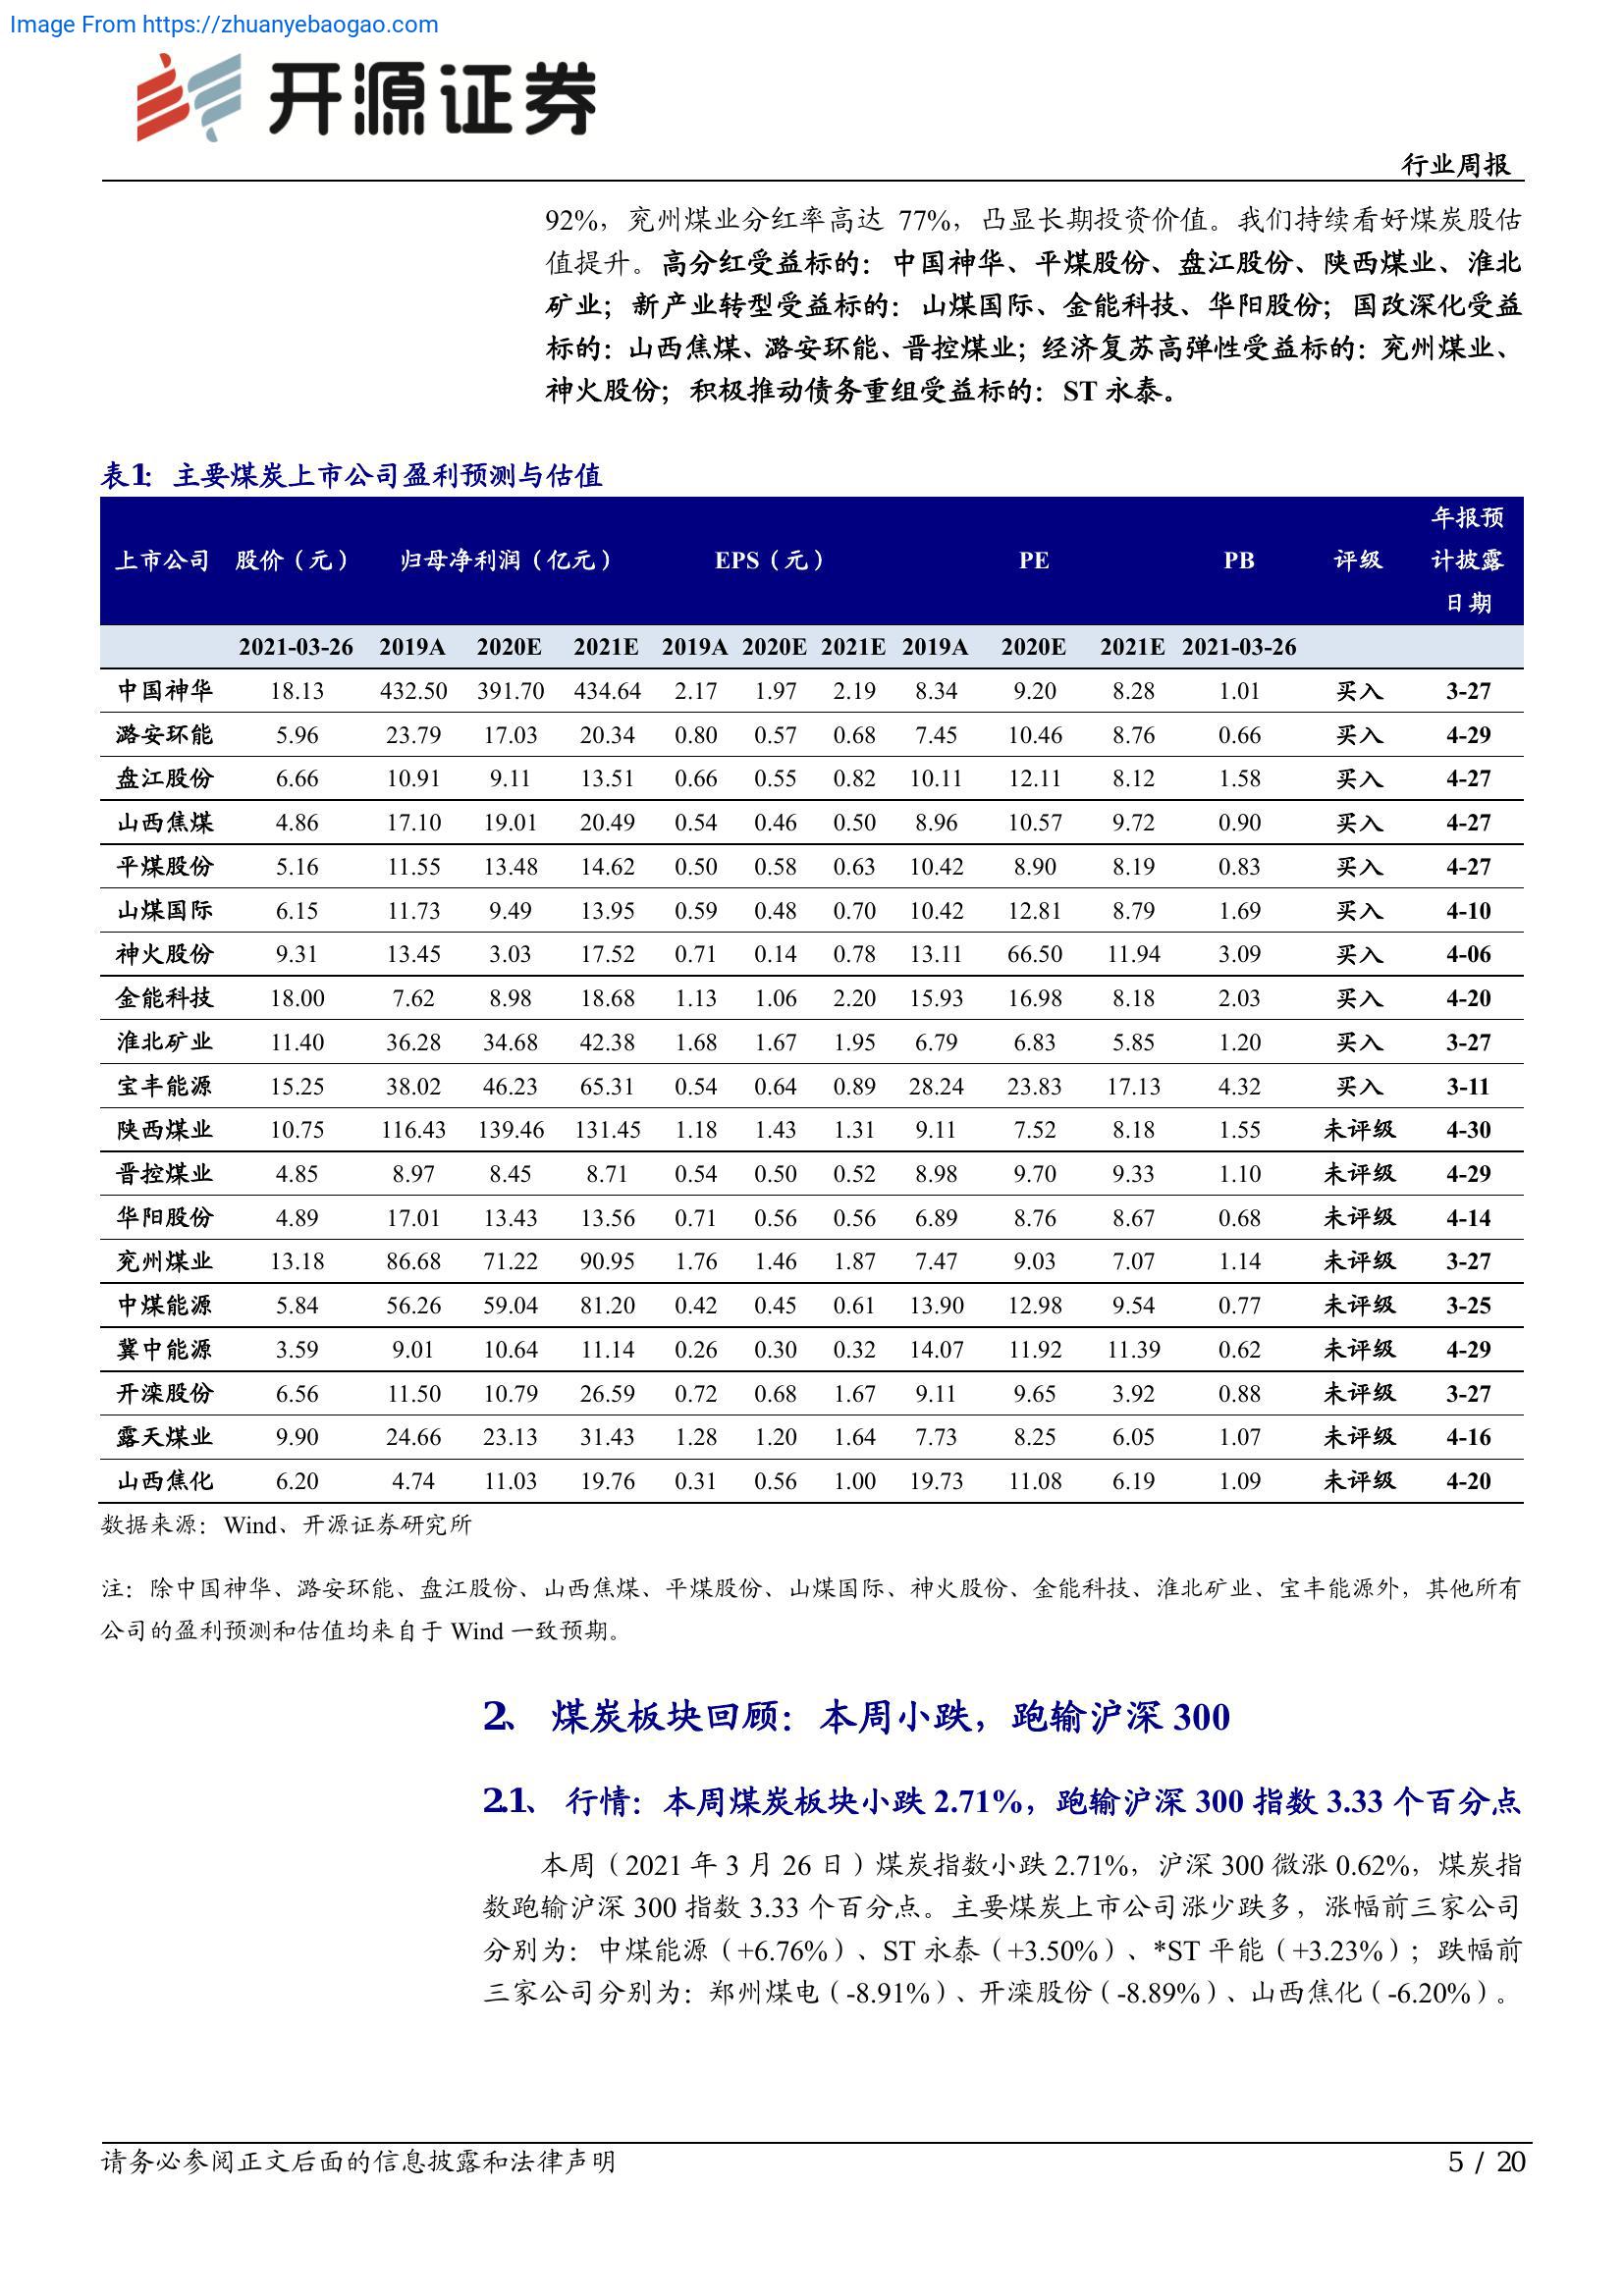 Image From https://zhuanyebaogao.com
开源证券
行业周报
92%，兖州煤业分红率高达 77%，凸显长期投资价值。我们持续看好煤炭股估
值提升。高分红受益标的：中国神华、平煤股份、盘江股份、陕西煤业、淮北
矿业；新产业转型受益标的：山煤国际、金能科技、华阳股份；国改深化受益
标的：山西焦煤、潞安环能、晋控煤业；经济复苏高弹性受益标的：兖州煤业、
神火股份；积极推动债务重组受益标的：ST 永泰。
表1： 主要煤炭上市公司盈利预测与估值
上市公司 股价（元） 归母净利润（亿元） EPS（元） PE PB 评级 年报预计披露日期
2021-03-26 2019A 2020E 2021E 2019A 2020E 2021E 2019A 2020E 2021E 2021-03-26
中国神华 18.13 432.50 391.70 434.64 2.17 1.97 2.19 8.34 9.20 8.28 1.01 买入 3-27
潞安环能 5.96 23.79 17.03 20.34 0.80 0.57 0.68 7.45 10.46 8.76 0.66 买入 4-29
盘江股份 6.66 10.91 9.11 13.51 0.66 0.55 0.82 10.11 12.11 8.12 1.58 买入 4-27
山西焦煤 4.86 17.10 19.01 20.49 0.54 0.46 0.50 8.96 10.57 9.72 0.90 买入 4-27
平煤股份 5.16 11.55 13.48 14.62 0.50 0.58 0.63 10.42 8.90 8.19 0.83 买入 4-27
山煤国际 6.15 11.73 9.49 13.95 0.59 0.48 0.70 10.42 12.81 8.79 1.69 买入 4-10
神火股份 9.31 13.45 3.03 17.52 0.71 0.14 0.78 13.11 66.50 11.94 3.09 买入 4-06
金能科技 18.00 7.62 8.98 18.68 1.13 1.06 2.20 15.93 16.98 8.18 2.03 买入 4-20
淮北矿业 11.40 36.28 34.68 42.38 1.68 1.67 1.95 6.79 6.83 5.85 1.20 买入 3-27
宝丰能源 15.25 38.02 46.23 65.31 0.54 0.64 0.89 28.24 23.83 17.13 4.32 买入 3-11
陕西煤业 10.75 116.43 139.46 131.45 1.18 1.43 1.31 9.11 7.52 8.18 1.55 未评级 4-30
晋控煤业 4.85 8.97 8.45 8.71 0.54 0.50 0.52 8.98 9.70 9.33 1.10 未评级 4-29
华阳股份 4.89 17.01 13.43 13.56 0.71 0.56 0.56 6.89 8.76 8.67 0.68 未评级 4-14
兖州煤业 13.18 86.68 71.22 90.95 1.76 1.46 1.87 7.47 9.03 7.07 1.14 未评级 3-27
中煤能源 5.84 56.26 59.04 81.20 0.42 0.45 0.61 13.90 12.98 9.54 0.77 未评级 3-25
冀中能源 3.59 9.01 10.64 11.14 0.26 0.30 0.32 14.07 11.92 11.39 0.62 未评级 4-29
开滦股份 6.56 11.50 10.79 26.59 0.72 0.68 1.67 9.11 9.65 3.92 0.88 未评级 3-27
露天煤业 9.90 24.66 23.13 31.43 1.28 1.20 1.64 7.73 8.25 6.05 1.07 未评级 4-16
山西焦化 6.20 4.74 11.03 19.76 0.31 0.56 1.00 19.73 11.08 6.19 1.09 未评级 4-20
数据来源：Wind、开源证券研究所
注：除中国神华、潞安环能、盘江股份、山西焦煤、平煤股份、山煤国际、神火股份、金能科技、淮北矿业、宝丰能源外，其他所有
公司的盈利预测和估值均来自于 Wind 一致预期。
2、 煤炭板块回顾：本周小跌，跑输沪深 300
2.1、 行情：本周煤炭板块小跌 2.71%，跑输沪深 300 指数 3.33 个百分点
本周（2021 年 3 月 26 日）煤炭指数小跌 2.71%，沪深 300 微涨 0.62%，煤炭指
数跑输沪深 300 指数 3.33 个百分点。主要煤炭上市公司涨少跌多，涨幅前三家公司
分别为：中煤能源（+6.76%）、ST 永泰（+3.50%）、*ST 平能（+3.23%）；跌幅前
三家公司分别为：郑州煤电（-8.91%）、开滦股份（-8.89%）、山西焦化（-6.20%）。
请务必参阅正文后面的信息披露和法律声明
5 / 20